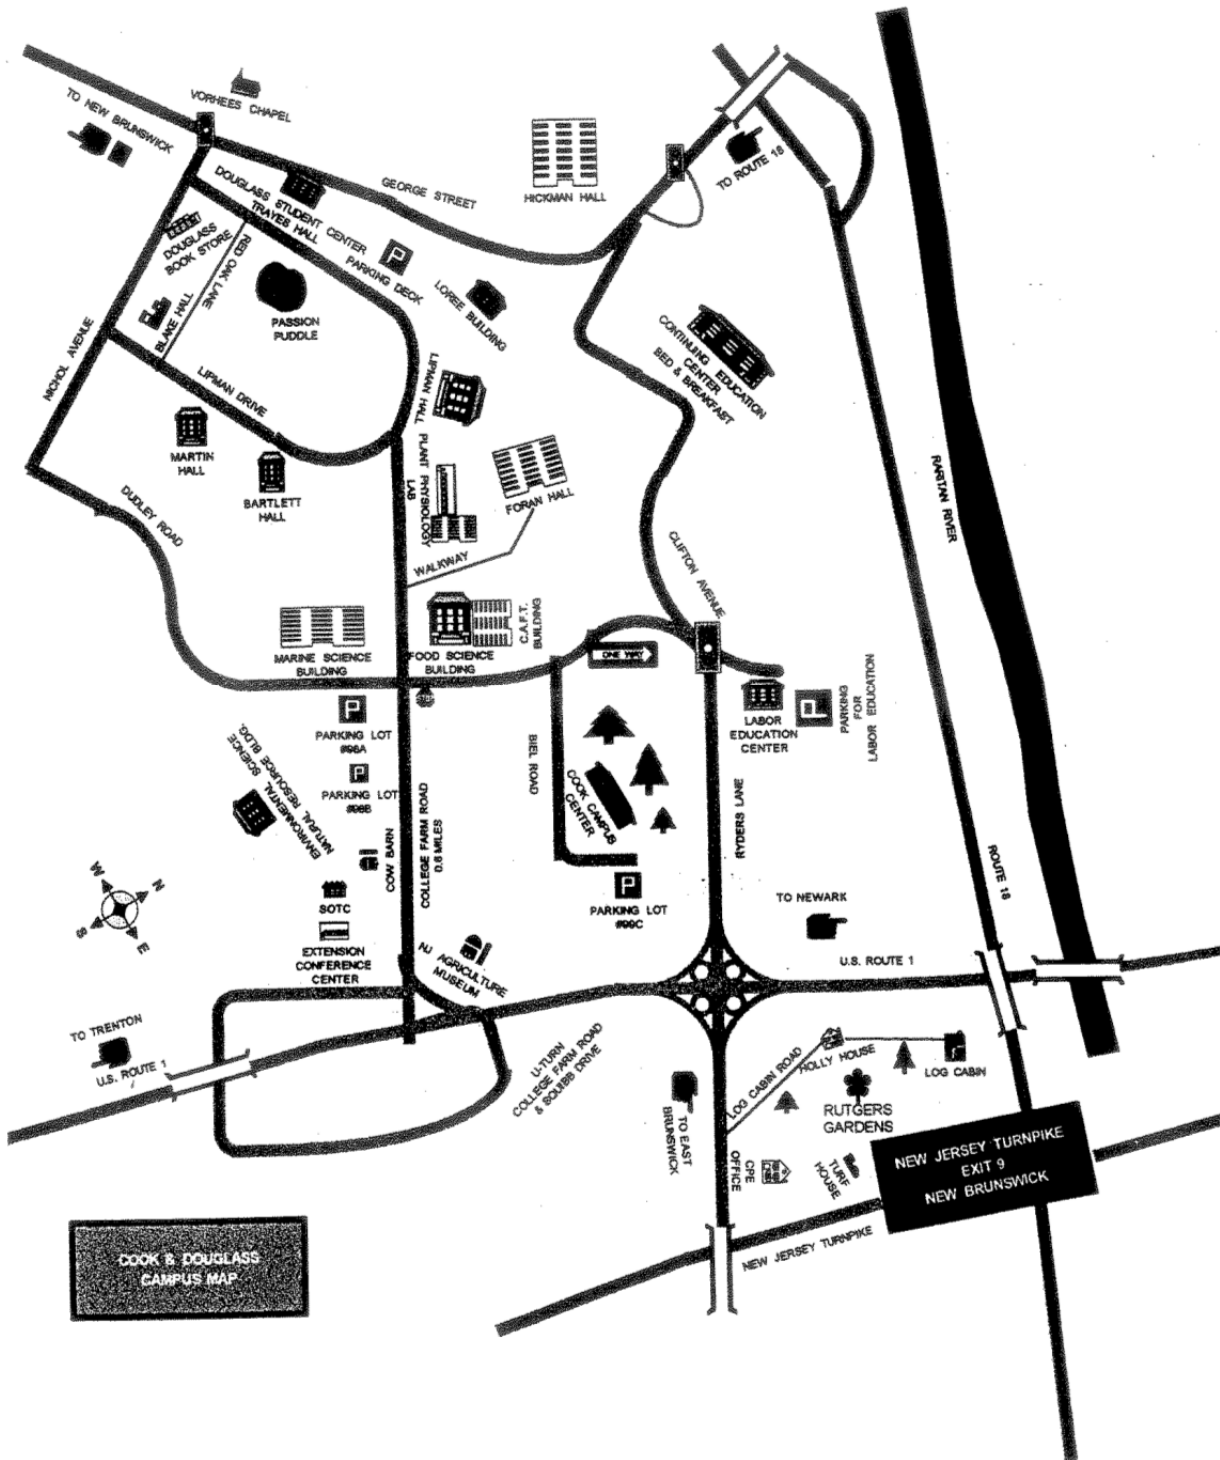 VORHEES CHAPEL
TO NEW BRUNSWICK
GEORGE STREET
HICKMAN HALL
TO ROUTE 18
DOUGLASS STUDENT CENTER
TRAYES HALL
DOUGLASS
BOOK STORE
RED OAK LANE
P
PARKING DECK
LOREE BUILDING
BLAKE HALL
PASSION
PUDDLE
NICHOL AVENUE
LIPMAN DRIVE
CONTINUING EDUCATION
CENTER
BED & BREAKFAST
LIPMAN HALL
MARTIN
HALL
BARTLETT
HALL
PLANT PHYSIOLOGY
LAB
FORAN HALL
RARITAN RIVER
DUDLEY ROAD
WALKWAY
CLIFTON AVENUE
C.A.F.T.
BUILDING
MARINE SCIENCE
BUILDING
FOOD SCIENCE
BUILDING
ONE WAY
P
PARKING LOT
#98A
P
PARKING LOT
#98B
ENVIRONMENTAL SCIENCE
NATURAL RESOURCE BLDG.
BIEL ROAD
COOK CAMPUS
CENTER
LABOR
EDUCATION
CENTER
P
PARKING
FOR
LABOR EDUCATION
COLLEGE FARM ROAD
0.6 MILES
COW BARN
RYDERS LANE
ROUTE 18
P
PARKING LOT
#99C
TO NEWARK
W
N
S
E
SOTC
EXTENSION
CONFERENCE
CENTER
NJ AGRICULTURE
MUSEUM
U.S. ROUTE 1
TO TRENTON
U.S. ROUTE 1
U-TURN
COLLEGE FARM ROAD
& SQUIBB DRIVE
TO EAST
BRUNSWICK
LOG CABIN ROAD
HOLLY HOUSE
LOG CABIN
RUTGERS
GARDENS
CPE
OFFICE
TURF
HOUSE
NEW JERSEY TURNPIKE
EXIT 9
NEW BRUNSWICK
NEW JERSEY TURNPIKE
COOK & DOUGLASS
CAMPUS MAP